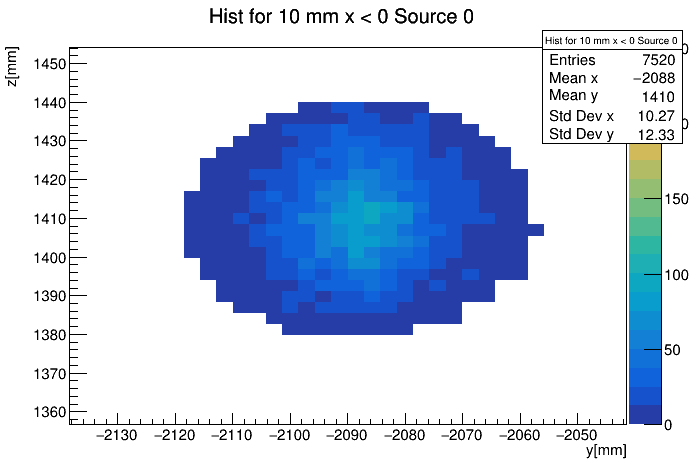 Hist for 10 mm x < 0 Source 0
z[mm]
Hist for 10 mm x < 0 Source 0
Entries 7520
Mean x −2088
Mean y 1410
Std Dev x 10.27
Std Dev y 12.33
1450
1440
1430
1420
1410
1400
1390
1380
1370
1360
150
100
50
0
−2130 −2120 −2110 −2100 −2090 −2080 −2070 −2060 −2050
y[mm]